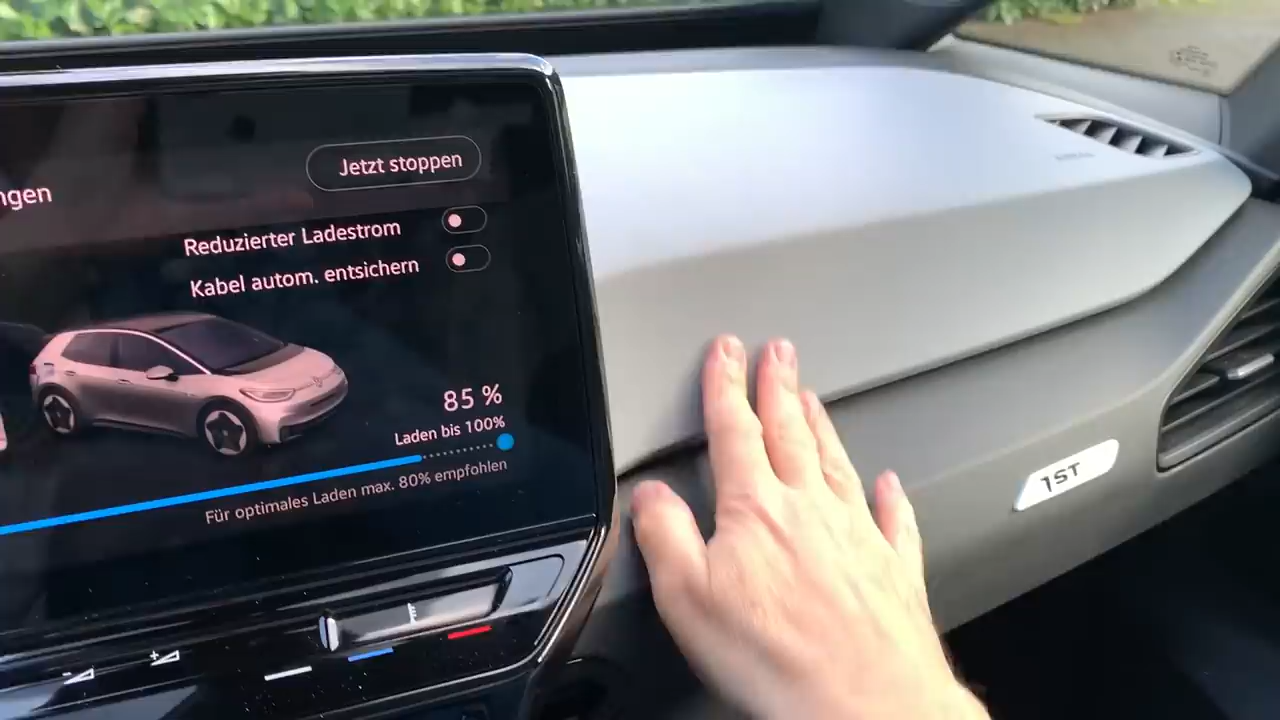 Jetzt stoppen
ngen
Reduzierter Ladestrom
Kabel autom. entsichern
85 %
Laden bis 100%
Für optimales Laden max. 80% empfohlen
1ST